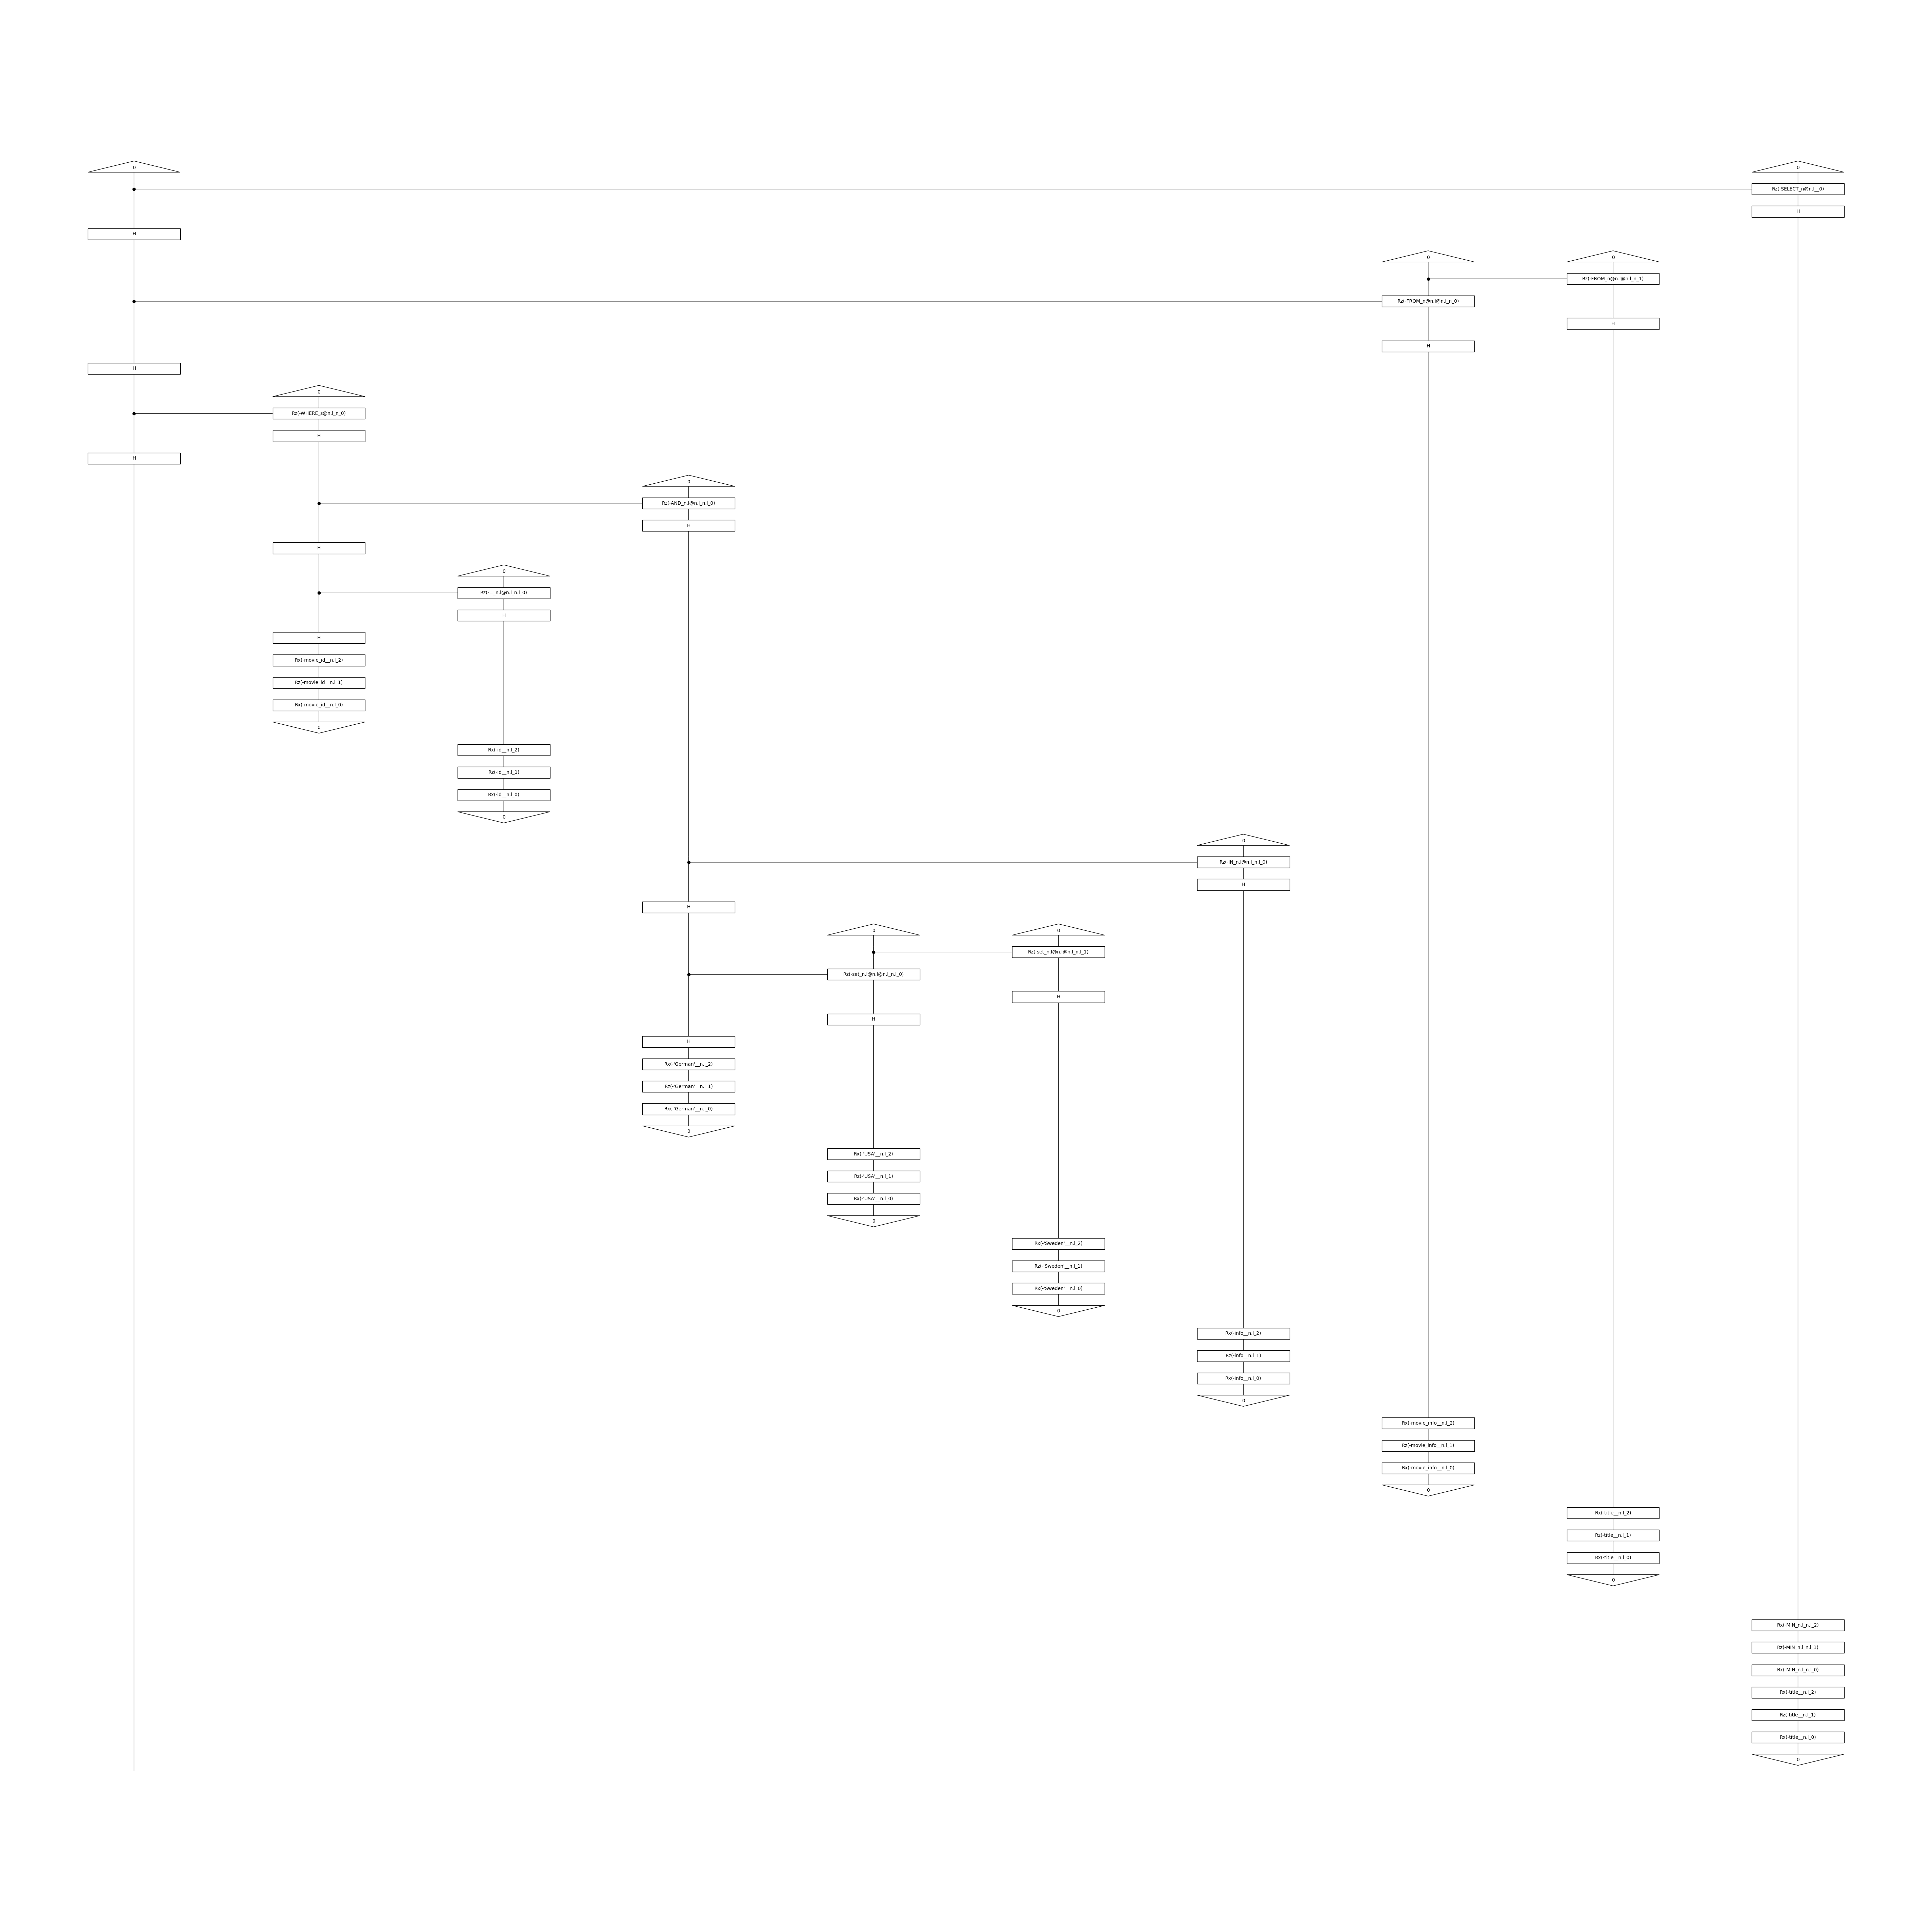 0
0
Rz(-SELECT_n@n.l__0)
H
H
0
0
Rz(-FROM_n@n.l@n.l_n_1)
Rz(-FROM_n@n.l@n.l_n_0)
H
H
H
0
Rz(-WHERE_s@n.l_n_0)
H
H
0
Rz(-AND_n.l@n.l_n.l_0)
H
H
0
Rz(-=_n.l@n.l_n.l_0)
H
H
Rx(-movie_id__n.l_2)
Rz(-movie_id__n.l_1)
Rx(-movie_id__n.l_0)
0
Rx(-id__n.l_2)
Rz(-id__n.l_1)
Rx(-id__n.l_0)
0
0
Rz(-IN_n.l@n.l_n.l_0)
H
H
0
0
Rz(-set_n.l@n.l@n.l_n.l_1)
Rz(-set_n.l@n.l@n.l_n.l_0)
H
H
H
Rx(-'German'__n.l_2)
Rz(-'German'__n.l_1)
Rx(-'German'__n.l_0)
0
Rx(-'USA'__n.l_2)
Rz(-'USA'__n.l_1)
Rx(-'USA'__n.l_0)
0
Rx(-'Sweden'__n.l_2)
Rz(-'Sweden'__n.l_1)
Rx(-'Sweden'__n.l_0)
0
Rx(-info__n.l_2)
Rz(-info__n.l_1)
Rx(-info__n.l_0)
0
Rx(-movie_info__n.l_2)
Rz(-movie_info__n.l_1)
Rx(-movie_info__n.l_0)
0
Rx(-title__n.l_2)
Rz(-title__n.l_1)
Rx(-title__n.l_0)
0
Rx(-MIN_n.l_n.l_2)
Rz(-MIN_n.l_n.l_1)
Rx(-MIN_n.l_n.l_0)
Rx(-title__n.l_2)
Rz(-title__n.l_1)
Rx(-title__n.l_0)
0